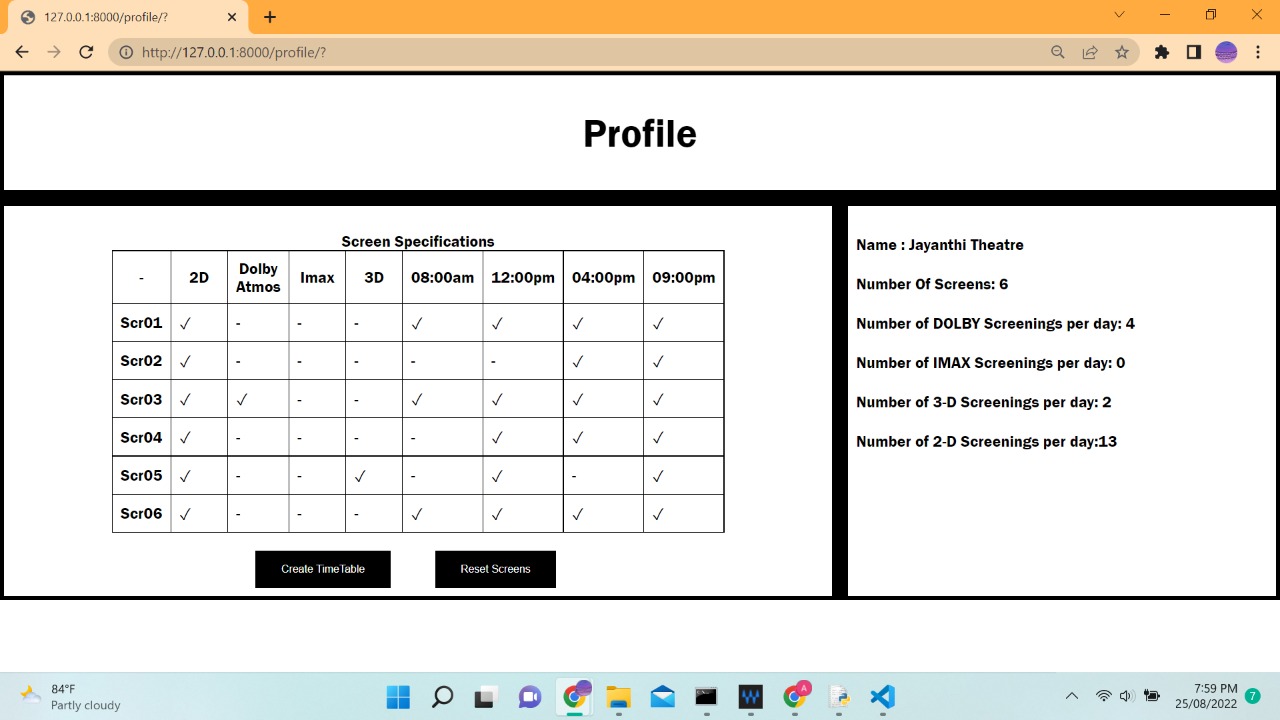 127.0.0.1:8000/profile/?
http://127.0.0.1:8000/profile/?
Profile
Screen Specifications
- 2D Dolby Atmos Imax 3D 08:00am 12:00pm 04:00pm 09:00pm
Scr01 ✓ - - - ✓ ✓ ✓ ✓
Scr02 ✓ - - - - - ✓ ✓
Scr03 ✓ ✓ - - ✓ ✓ ✓ ✓
Scr04 ✓ - - - - ✓ ✓ ✓
Scr05 ✓ - - ✓ - ✓ - ✓
Scr06 ✓ - - - ✓ ✓ ✓ ✓
Create TimeTable Reset Screens
Name : Jayanthi Theatre
Number Of Screens: 6
Number of DOLBY Screenings per day: 4
Number of IMAX Screenings per day: 0
Number of 3-D Screenings per day: 2
Number of 2-D Screenings per day:13
84°F
Partly cloudy
A
7:59 PM
25/08/2022
7